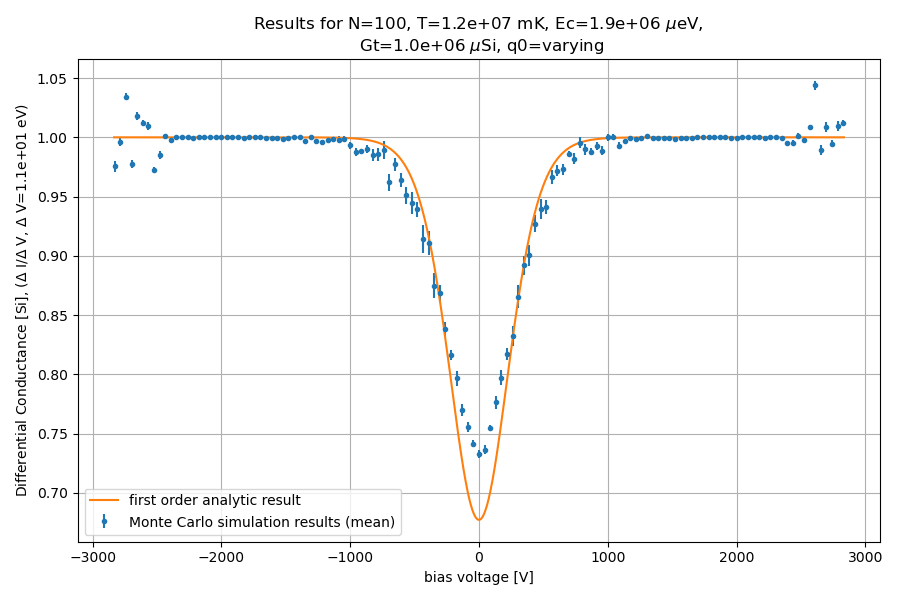 Results for N=100, T=1.2e+07 mK, Ec=1.9e+06 μeV,
Gt=1.0e+06 μSi, q0=varying
Differential Conductance [Si], (Δ I/Δ V, Δ V=1.1e+01 eV)
1.05
1.00
0.95
0.90
0.85
0.80
0.75
0.70
first order analytic result
Monte Carlo simulation results (mean)
−3000 −2000 −1000 0 1000 2000 3000
bias voltage [V]